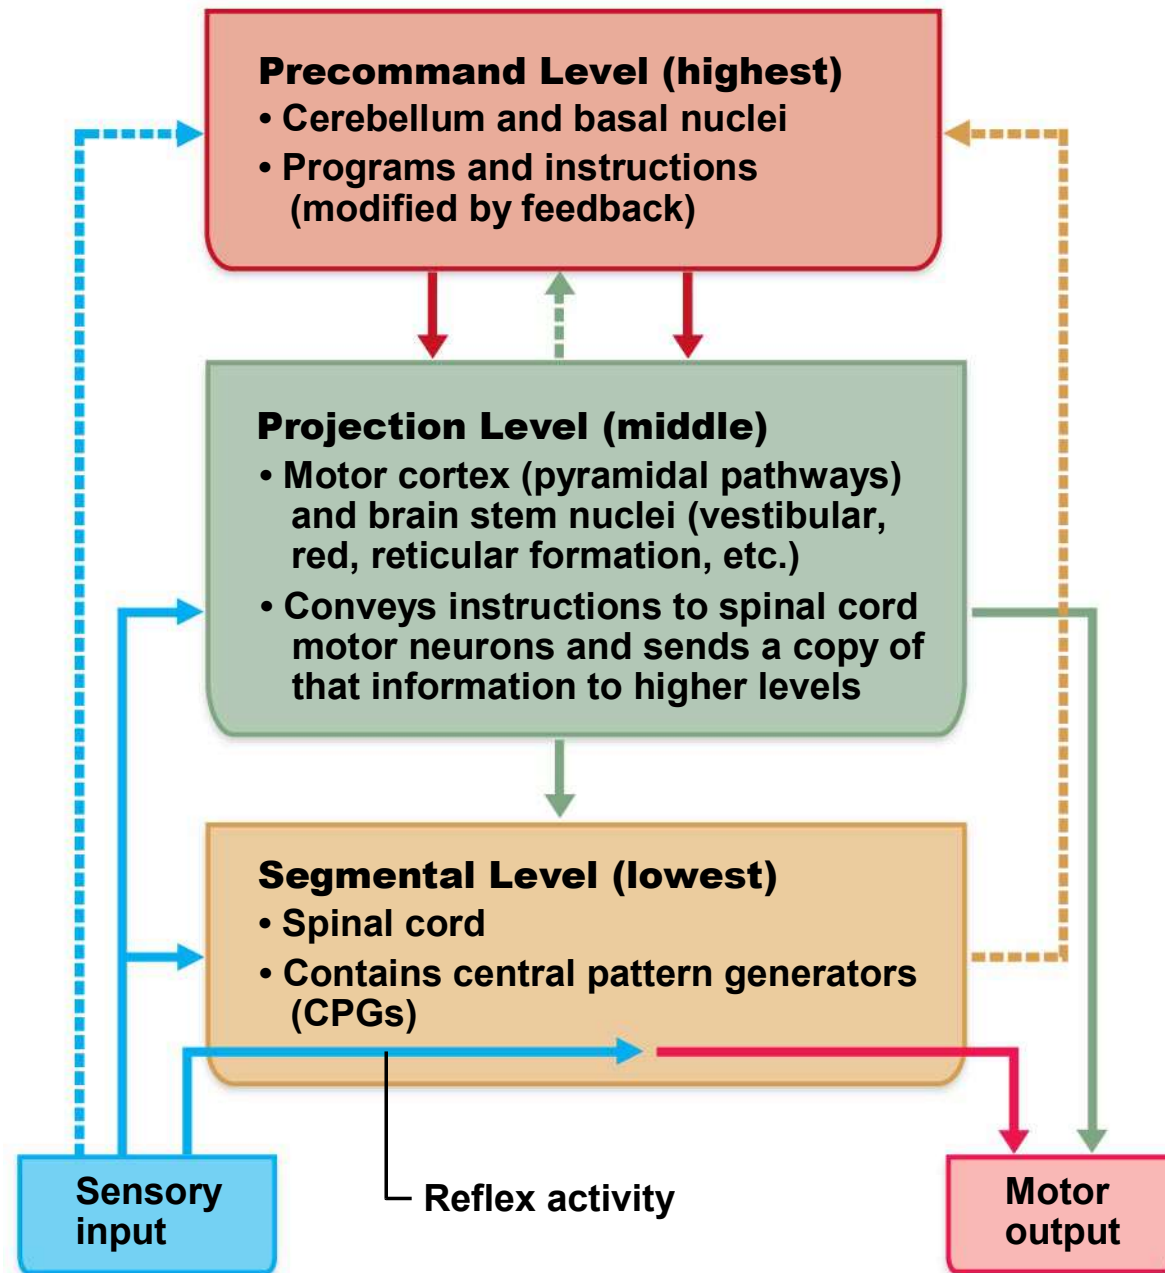 Precommand Level (highest)
• Cerebellum and basal nuclei
• Programs and instructions
(modified by feedback)
Projection Level (middle)
• Motor cortex (pyramidal pathways)
and brain stem nuclei (vestibular,
red, reticular formation, etc.)
• Conveys instructions to spinal cord
motor neurons and sends a copy of
that information to higher levels
Segmental Level (lowest)
• Spinal cord
• Contains central pattern generators
(CPGs)
Sensory
input
Reflex activity
Motor
output